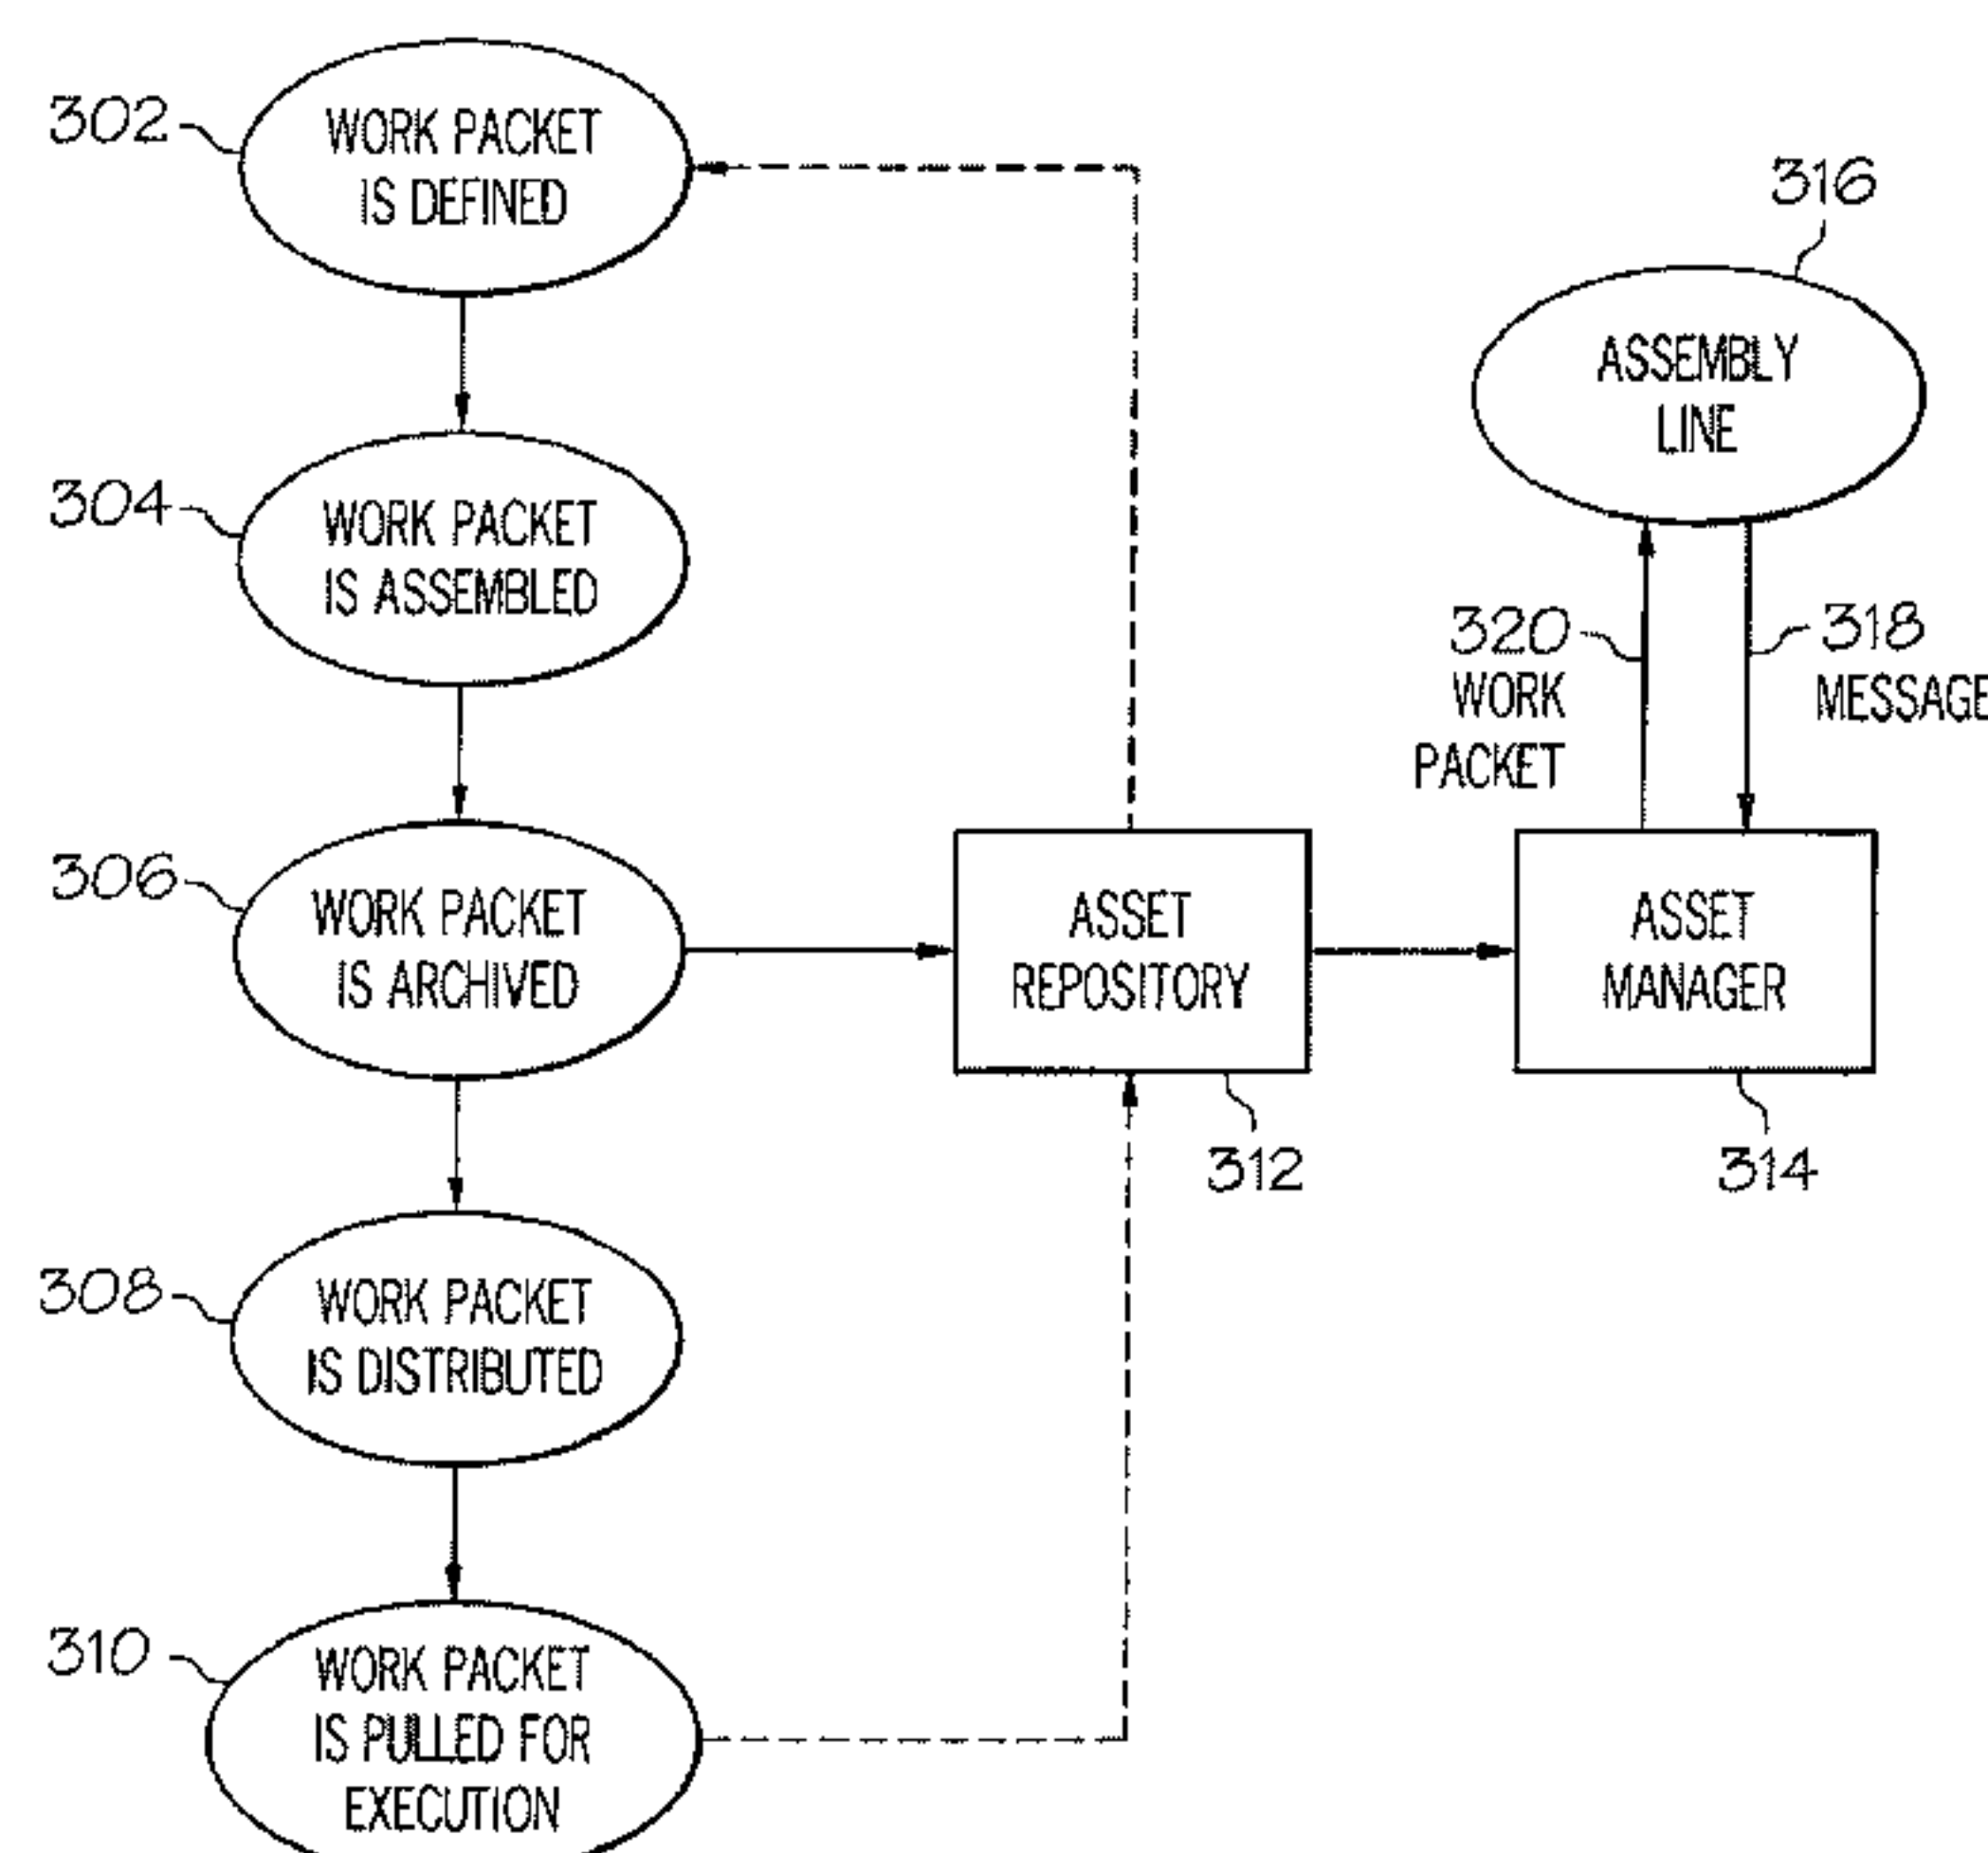 302
WORK PACKET
IS DEFINED
316
ASSEMBLY
LINE
304
WORK PACKET
IS ASSEMBLED
320
WORK
PACKET
318
MESSAGE
306
WORK PACKET
IS ARCHIVED
ASSET
REPOSITORY
ASSET
MANAGER
312
314
308
WORK PACKET
IS DISTRIBUTED
310
WORK PACKET
IS PULLED FOR
EXECUTION